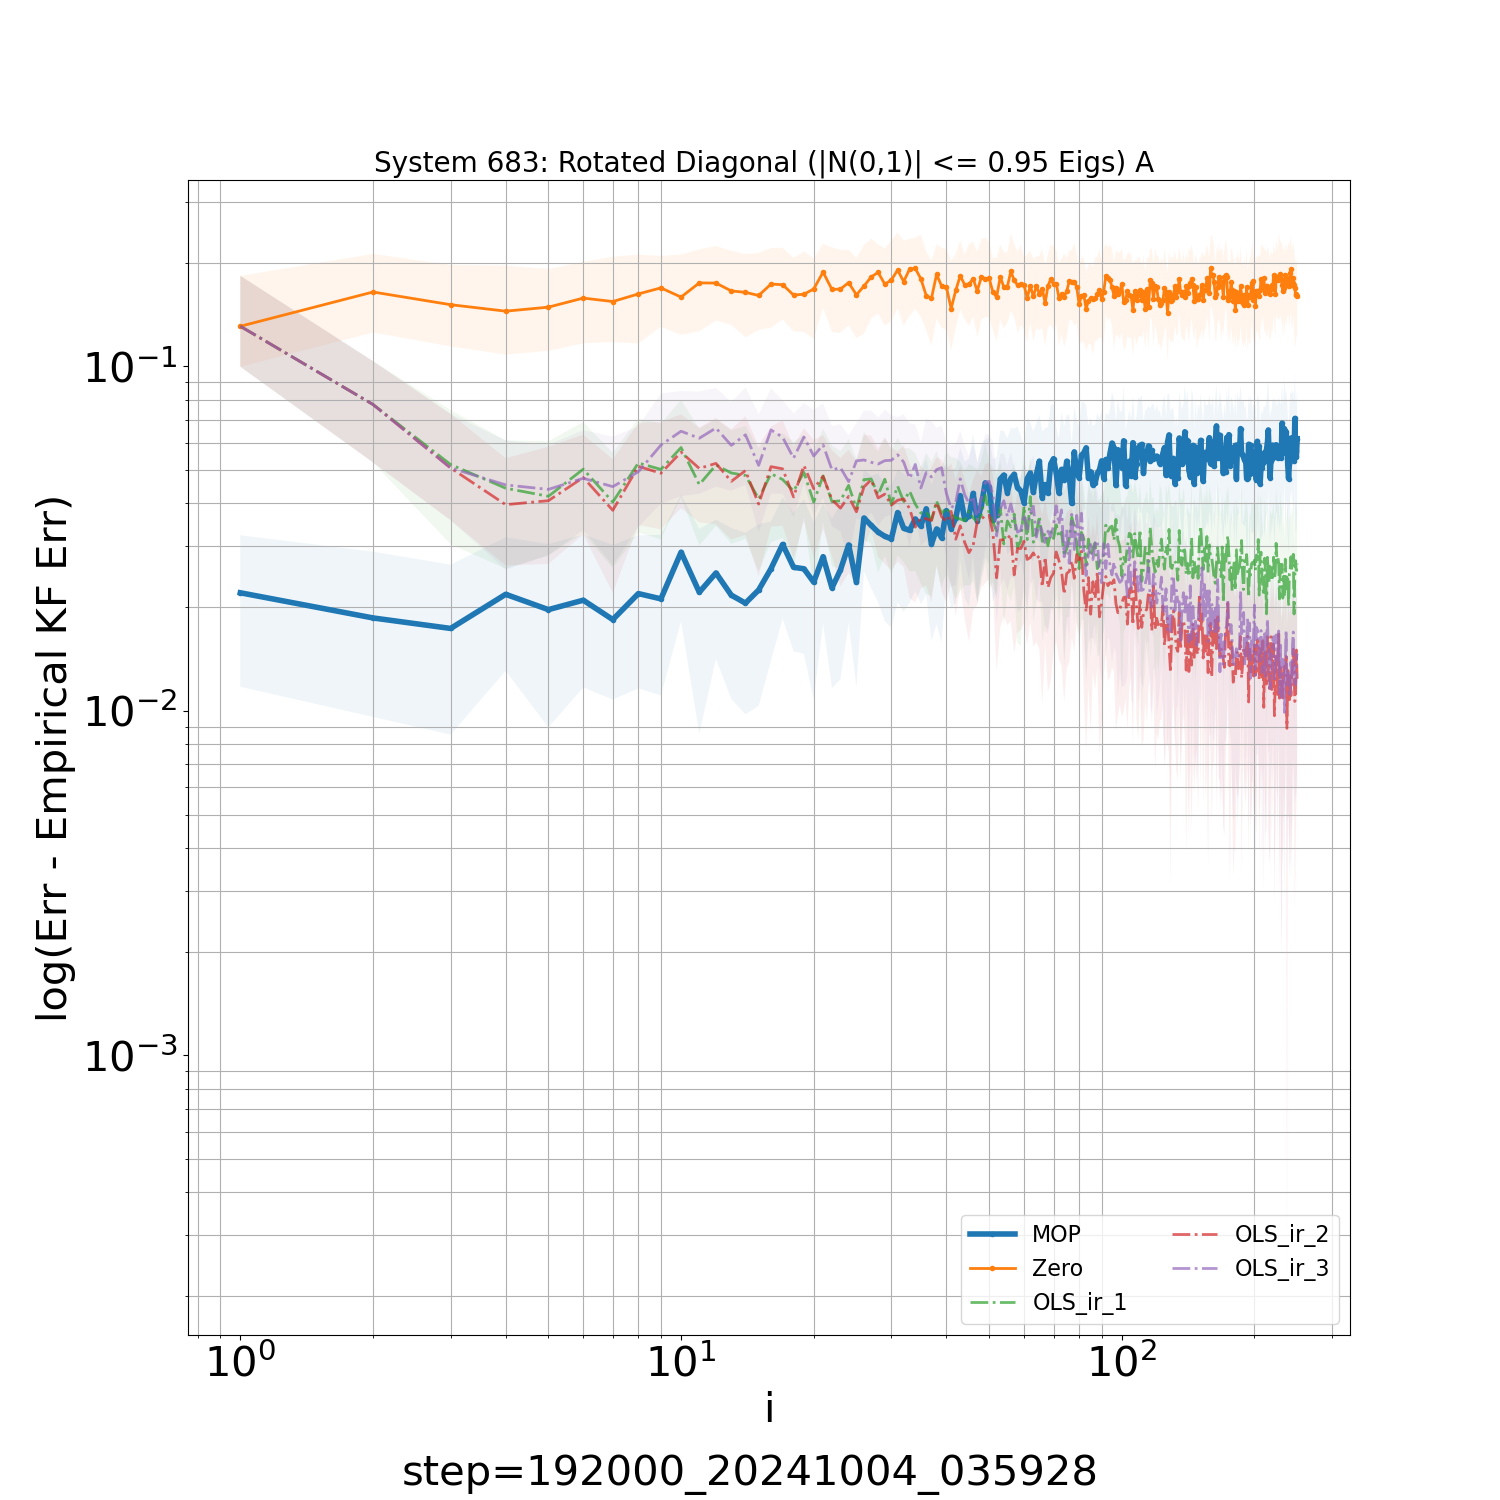 System 683: Rotated Diagonal (|N(0,1)| <= 0.95 Eigs) A
log(Err - Empirical KF Err)
10⁻¹
10⁻²
10⁻³
MOP
Zero
OLS_ir_1
OLS_ir_2
OLS_ir_3
10⁰
10¹
10²
i
step=192000_20241004_035928